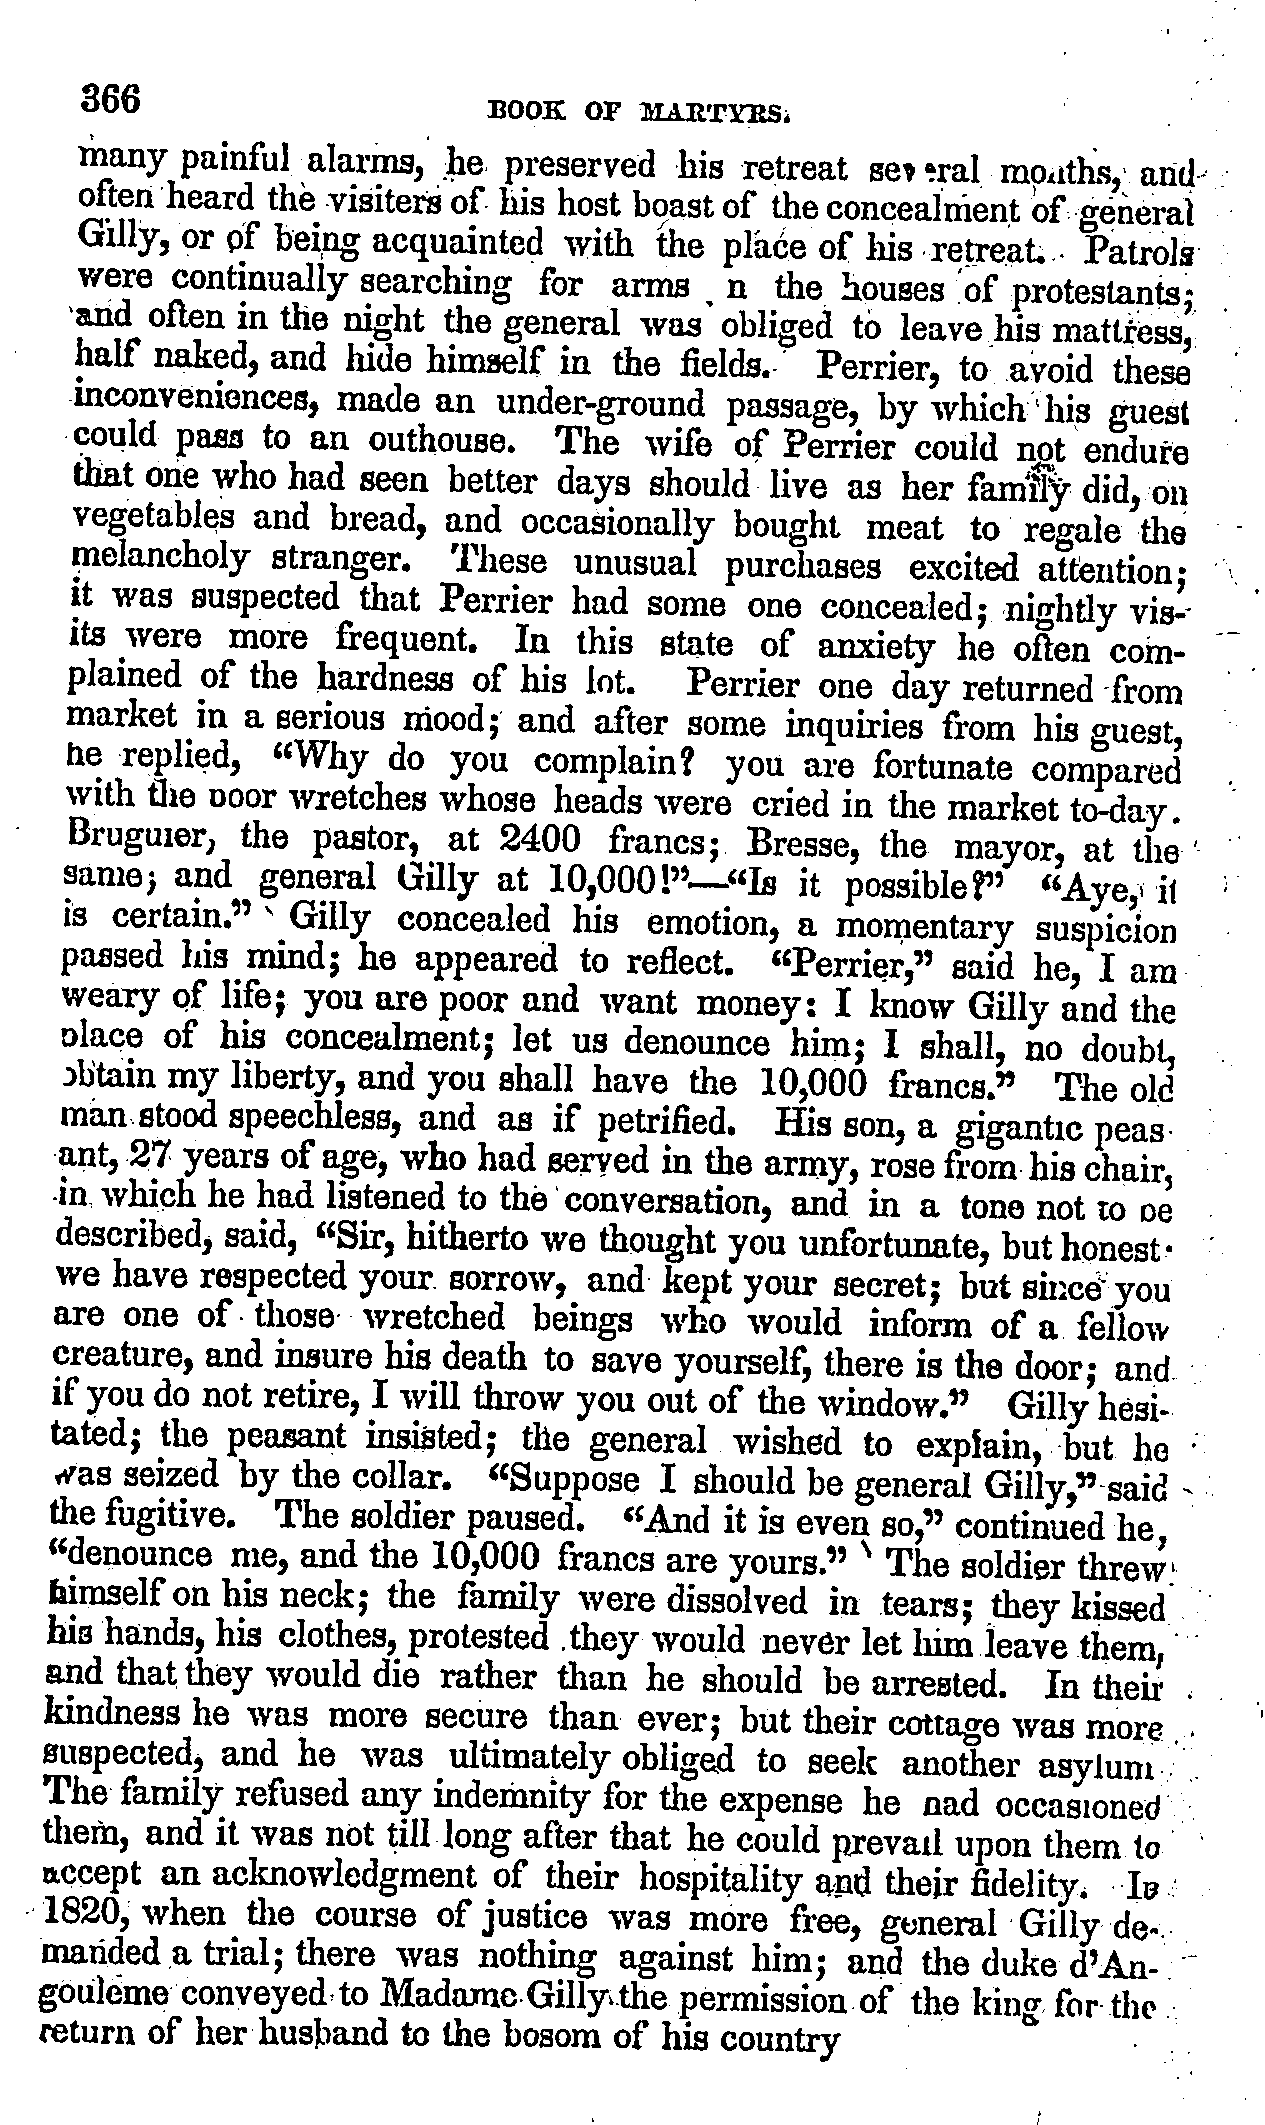 366
BOOK OF MARTYRS.
many painful alarms, he preserved his retreat several months, and
often heard the visiters of his host boast of the concealment of general
Gilly, or of being acquainted with the place of his retreat. Patrols
were continually searching for arms n the houses of protestants;
and often in the night the general was obliged to leave his mattress,
half naked, and hide himself in the fields. Perrier, to avoid these
inconveniences, made an under-ground passage, by which his guest
could pass to an outhouse. The wife of Perrier could not endure
that one who had seen better days should live as her family did, on
vegetables and bread, and occasionally bought meat to regale the
melancholy stranger. These unusual purchases excited attention;
it was suspected that Perrier had some one concealed; nightly vis-
its were more frequent. In this state of anxiety he often com-
plained of the hardness of his lot. Perrier one day returned from
market in a serious mood; and after some inquiries from his guest,
he replied, "Why do you complain? you are fortunate compared
with the poor wretches whose heads were cried in the market to-day.
Bruguier, the pastor, at 2400 francs; Bresse, the mayor, at the
same; and general Gilly at 10,000!"—"Is it possible?" "Aye, it
is certain." Gilly concealed his emotion, a momentary suspicion
passed his mind; he appeared to reflect. "Perrier," said he, I am
weary of life; you are poor and want money: I know Gilly and the
place of his concealment; let us denounce him; I shall, no doubt,
obtain my liberty, and you shall have the 10,000 francs." The old
man stood speechless, and as if petrified. His son, a gigantic peas-
ant, 27 years of age, who had served in the army, rose from his chair,
in which he had listened to the conversation, and in a tone not to be
described, said, "Sir, hitherto we thought you unfortunate, but honest·
we have respected your sorrow, and kept your secret; but since you
are one of those wretched beings who would inform of a fellow
creature, and insure his death to save yourself, there is the door; and
if you do not retire, I will throw you out of the window." Gilly hesi-
tated; the peasant insisted; the general wished to explain, but he
was seized by the collar. "Suppose I should be general Gilly," said
the fugitive. The soldier paused. "And it is even so," continued he,
"denounce me, and the 10,000 francs are yours." The soldier threw
himself on his neck; the family were dissolved in tears; they kissed
his hands, his clothes, protested they would never let him leave them,
and that they would die rather than he should be arrested. In their
kindness he was more secure than ever; but their cottage was more
suspected, and he was ultimately obliged to seek another asylum
The family refused any indemnity for the expense he had occasioned
them, and it was not till long after that he could prevail upon them to
accept an acknowledgment of their hospitality and their fidelity. In
1820, when the course of justice was more free, general Gilly de-
manded a trial; there was nothing against him; and the duke d'An-
gouleme conveyed to Madame Gilly the permission of the king for the
return of her husband to the bosom of his country